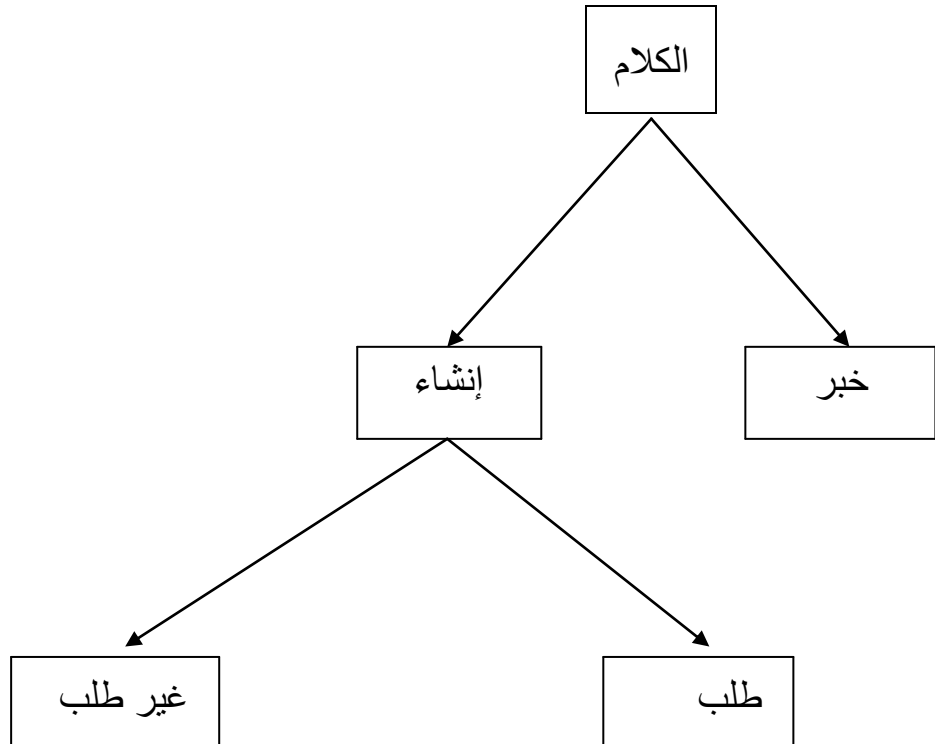 الكلام
خبر
إنشاء
طلب
غير طلب